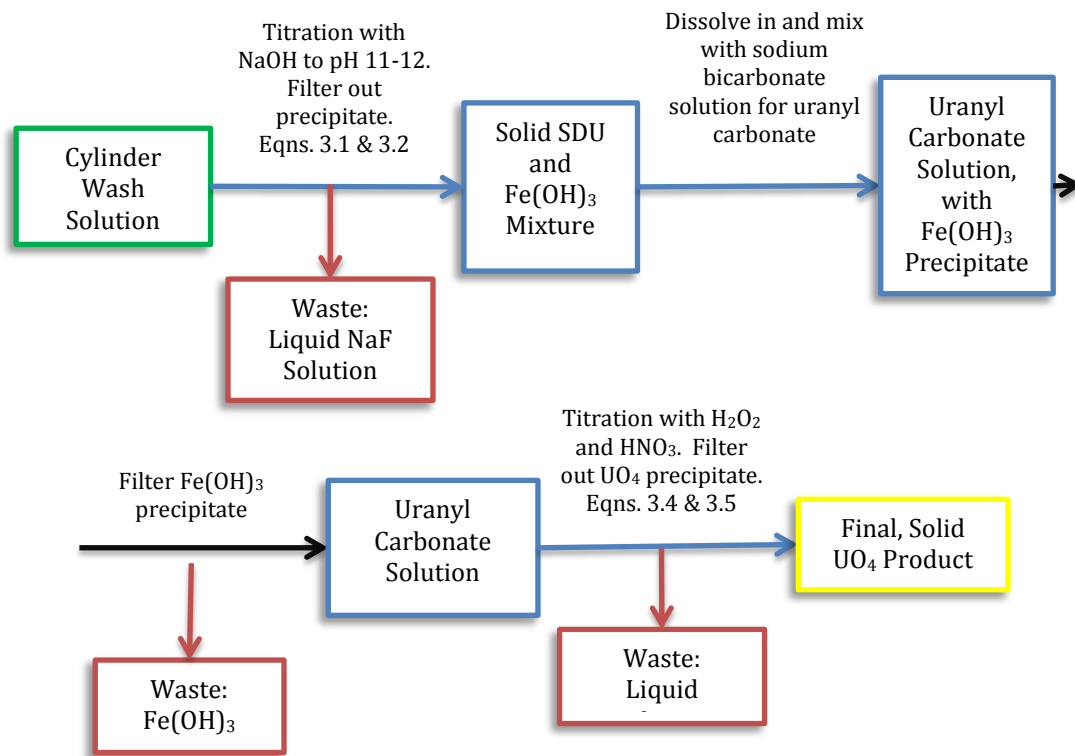 Titration with
NaOH to pH 11-12.
Filter out
precipitate.
Eqns. 3.1 & 3.2
Dissolve in and mix
with sodium
bicarbonate
solution for uranyl
carbonate
Cylinder
Wash
Solution
Solid SDU
and
Fe(OH)₃
Mixture
Uranyl
Carbonate
Solution,
with
Fe(OH)₃
Precipitate
Waste:
Liquid NaF
Solution
Filter Fe(OH)₃
precipitate
Titration with H₂O₂
and HNO₃. Filter
out UO₄ precipitate.
Eqns. 3.4 & 3.5
Uranyl
Carbonate
Solution
Final, Solid
UO₄ Product
Waste:
Fe(OH)₃
Waste:
Liquid